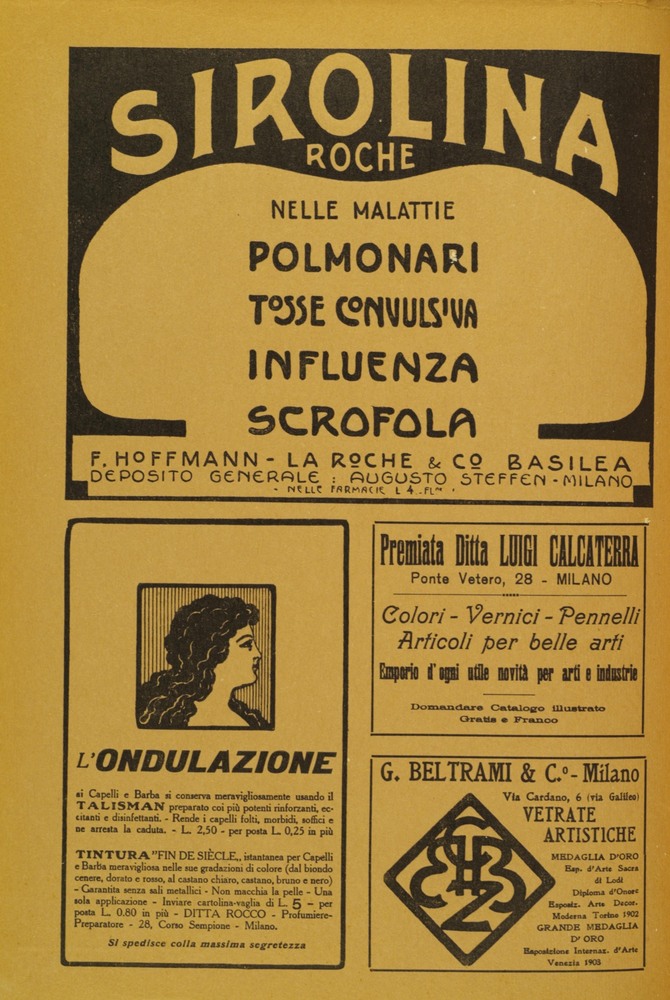 SIROLINA
ROCHE
NELLE MALATTIE
POLMONARI
TOSSE CONVULSIVA
INFLUENZA
SCROFOLA
F. HOFFMANN - LA ROCHE & Co BASILEA
DEPOSITO GENERALE : AUGUSTO STEFFEN - MILANO
- NELLE FARMACIE L 4.- FLne -
L'ONDULAZIONE
ai Capelli e Barba si conserva meravigliosamente usando il
TALISMAN preparato coi più potenti rinforzanti, ec-
citanti e disinfettanti. - Rende i capelli folti, morbidi, soffici e
ne arresta la caduta. - L. 2,50 - per posta L. 0,25 in più
TINTURA "FIN DE SIÈCLE,, istantanea per Capelli
e Barba meravigliosa nelle sue gradazioni di colore (dal biondo
cenere, dorato e rosso, al castano chiaro, castano, bruno e nero)
- Garantita senza sali metallici - Non macchia la pelle - Una
sola applicazione - Inviare cartolina-vaglia di L. 5 - per
posta L. 0.80 in più - DITTA ROCCO - Profumiere-
Preparatore - 28, Corso Sempione - Milano.
Si spedisce colla massima segretezza
Premiata Ditta LUIGI CALCATERRA
Ponte Vetero, 28 - MILANO
Colori - Vernici - Pennelli
Articoli per belle arti
Emporio d'ogni utile novità per arti e industrie
Domandare Catalogo illustrato
Gratis e Franco
G. BELTRAMI & C.º - Milano
Via Cardano, 6 (via Galileo)
VETRATE
ARTISTICHE
MEDAGLIA D'ORO
Esp. d'Arte Sacra
di Lodi
Diploma d'Onore
Esposiz. Arte Decor.
Moderna Torino 1902
GRANDE MEDAGLIA
D'ORO
Esposizione Internaz. d'Arte
Venezia 1903